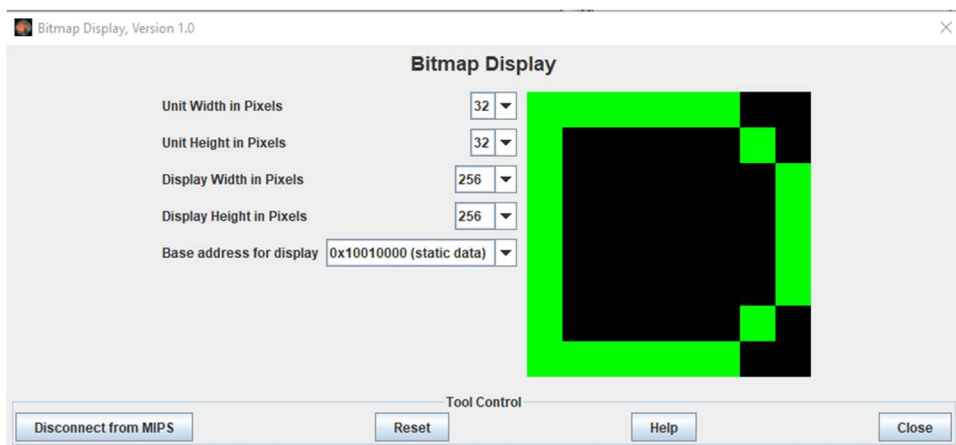 Bitmap Display, Version 1.0
Bitmap Display
Unit Width in Pixels 32
Unit Height in Pixels 32
Display Width in Pixels 256
Display Height in Pixels 256
Base address for display 0x10010000 (static data)
Tool Control
Disconnect from MIPS Reset Help Close